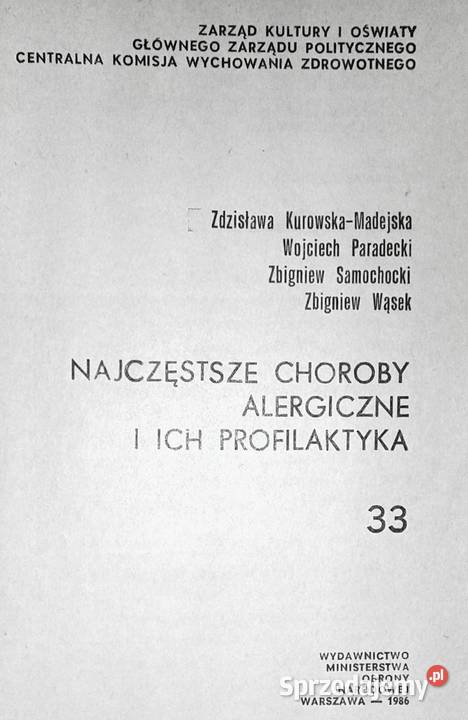 ZARZĄD KULTURY I OŚWIATY
GŁÓWNEGO ZARZĄDU POLITYCZNEGO
CENTRALNA KOMISJA WYCHOWANIA ZDROWOTNEGO
Zdzisława Kurowska-Madejska
Wojciech Paradecki
Zbigniew Samochocki
Zbigniew Wąsek
NAJCZĘSTSZE CHOROBY
ALERGICZNE
I ICH PROFILAKTYKA
33
WYDAWNICTWO
MINISTERSTWA
OBRONY
NARODOWEJ
WARSZAWA — 1986
Sprzedajemy.pl